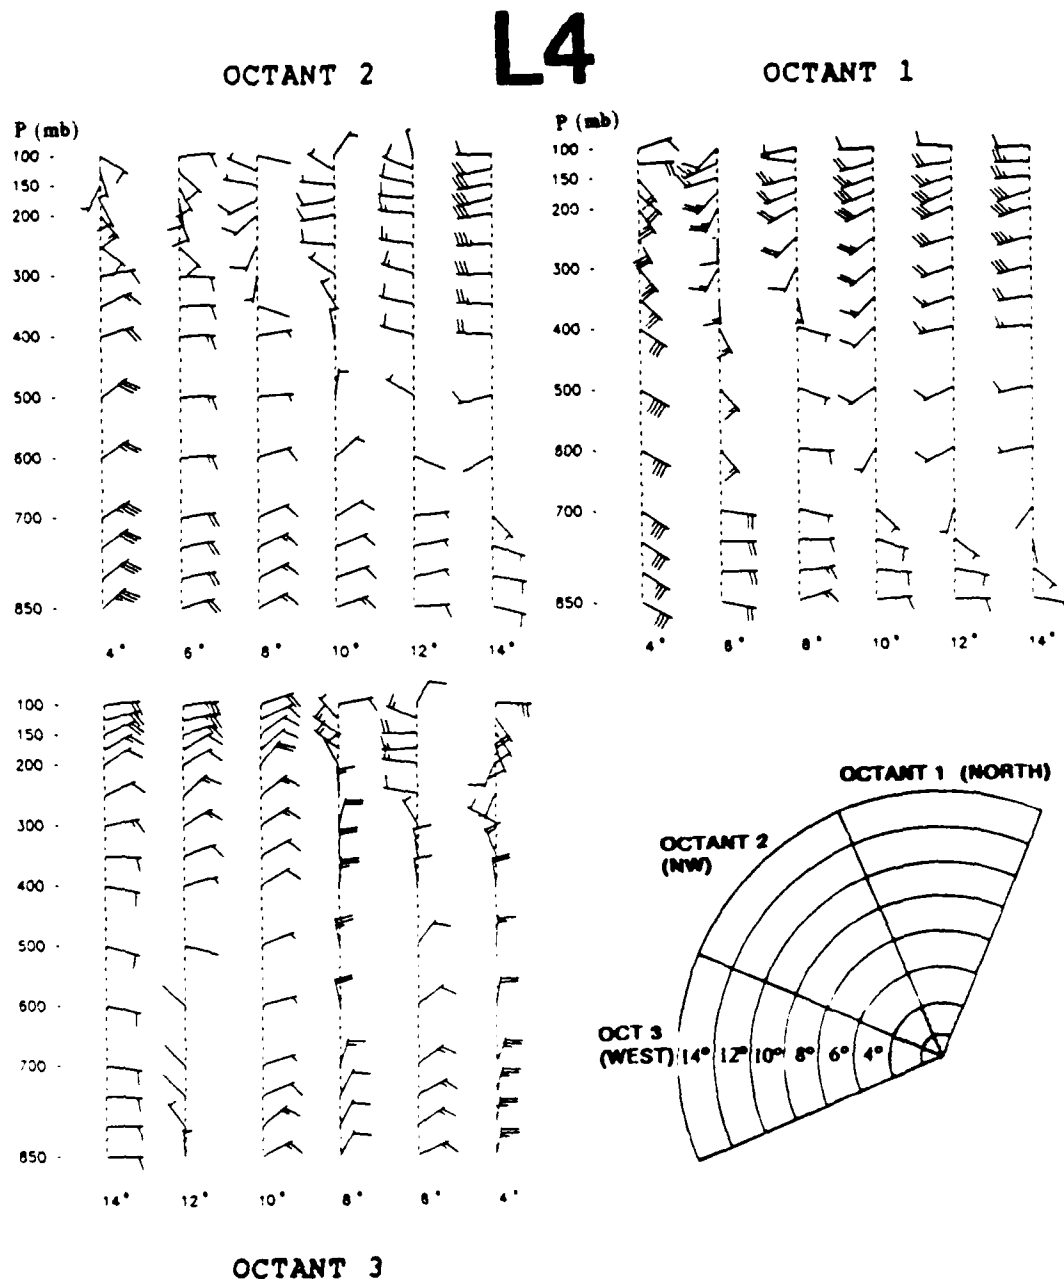 L4
OCTANT 2
OCTANT 1
P (mb)
100
150
200
300
400
500
600
700
850
4° 6° 8° 10° 12° 14°
P (mb)
100
150
200
300
400
500
600
700
850
4° 6° 8° 10° 12° 14°
100
150
200
300
400
500
600
700
850
14° 12° 10° 8° 6° 4°
OCTANT 3
OCTANT 1 (NORTH)
OCTANT 2
(NW)
OCT 3
(WEST) 14° 12° 10° 8° 6° 4°